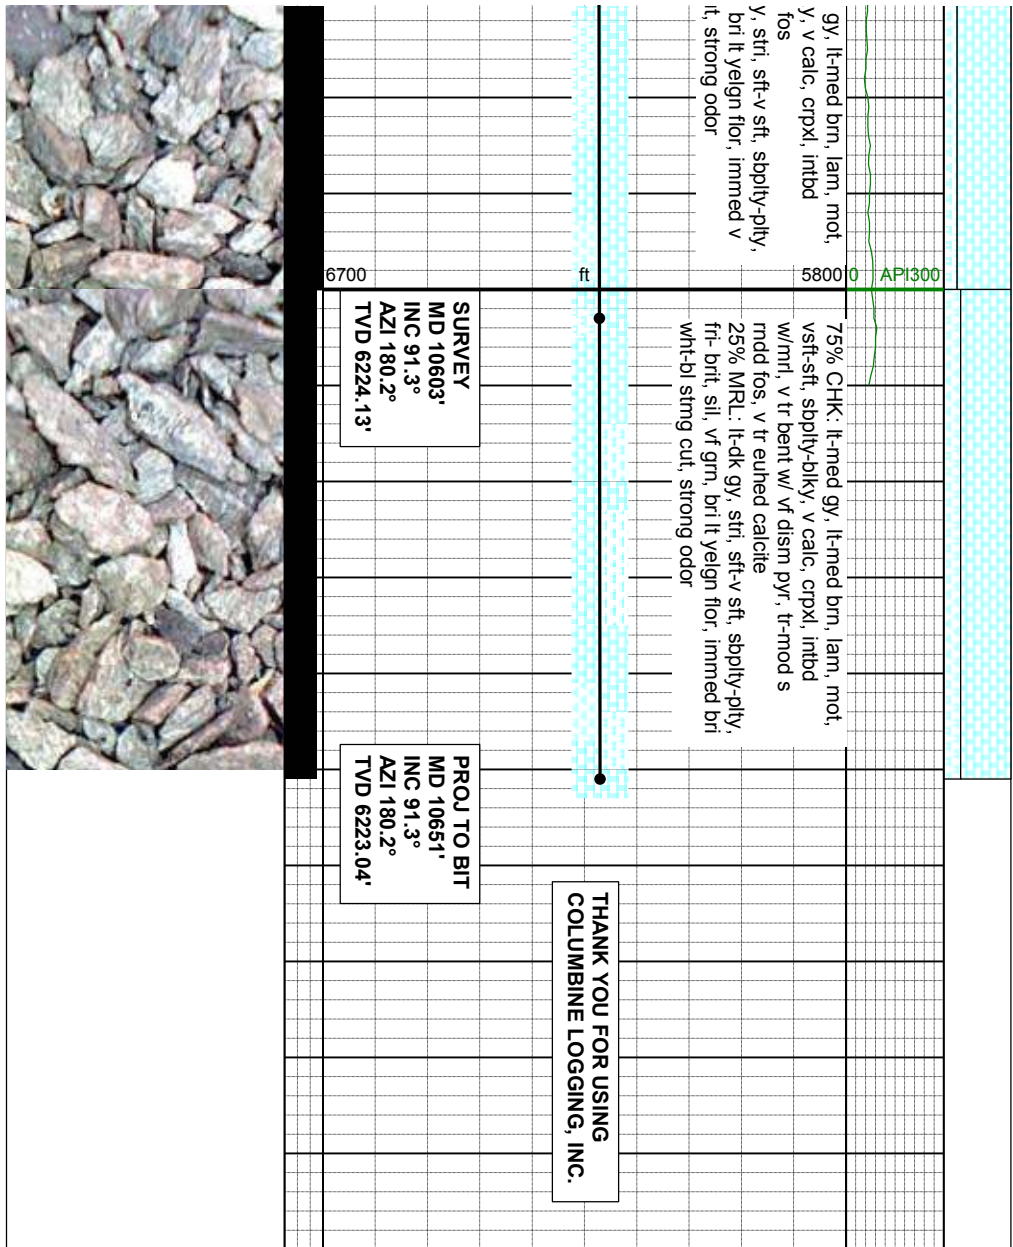 gy, lt-med brn, lam, mot,
y, v calc, crpxl, intbd
fos
y, stri, sft-v sft, sbplty-plty,
bri lt yelgn flor, immed v
t, strong odor
6700 ft 5800
0 API 300
75% CHK: lt-med gy, lt-med brn, lam, mot,
vsft-sft, sbplty-blky, v calc, crpxl, intbd
w/mrl, v tr bent w/ vf dism pyr, tr-mod s
mdd fos, v tr euhed calcite
25% MRL: lt-dk gy, stri, sft-v sft, sbplty-plty,
fri- brit, sil, vf grn, bri lt yelgn flor, immed bri
wht-bl stmg cut, strong odor
SURVEY
MD 10603'
INC 91.3°
AZI 180.2°
TVD 6224.13'
PROJ TO BIT
MD 10651'
INC 91.3°
AZI 180.2°
TVD 6223.04'
THANK YOU FOR USING
COLUMBINE LOGGING, INC.